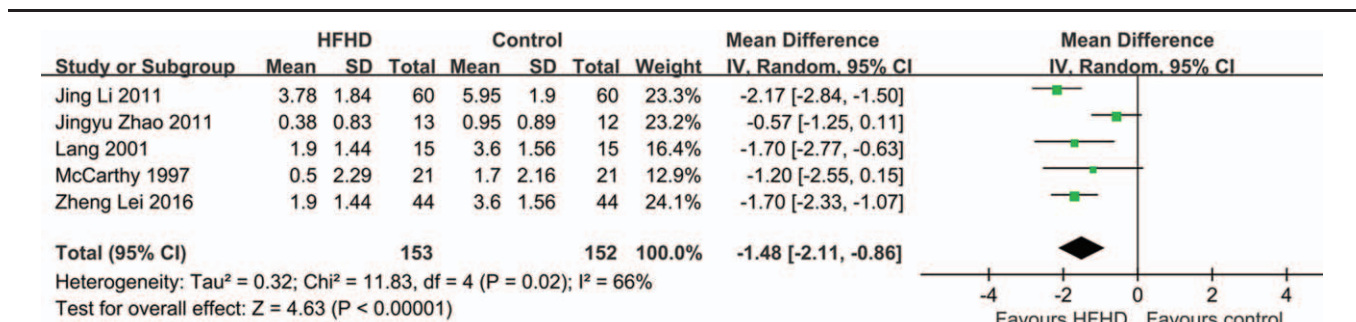 HFHD Control Mean Difference Mean Difference
Study or Subgroup Mean SD Total Mean SD Total Weight IV, Random, 95% CI IV, Random, 95% CI
Jing Li 2011 3.78 1.84 60 5.95 1.9 60 23.3% -2.17 [-2.84, -1.50]
Jingyu Zhao 2011 0.38 0.83 13 0.95 0.89 12 23.2% -0.57 [-1.25, 0.11]
Lang 2001 1.9 1.44 15 3.6 1.56 15 16.4% -1.70 [-2.77, -0.63]
McCarthy 1997 0.5 2.29 21 1.7 2.16 21 12.9% -1.20 [-2.55, 0.15]
Zheng Lei 2016 1.9 1.44 44 3.6 1.56 44 24.1% -1.70 [-2.33, -1.07]
Total (95% CI) 153 152 100.0% -1.48 [-2.11, -0.86]
Heterogeneity: Tau² = 0.32; Chi² = 11.83, df = 4 (P = 0.02); I² = 66%
Test for overall effect: Z = 4.63 (P < 0.00001)
-4 -2 0 2 4
Favours HFHD Favours control